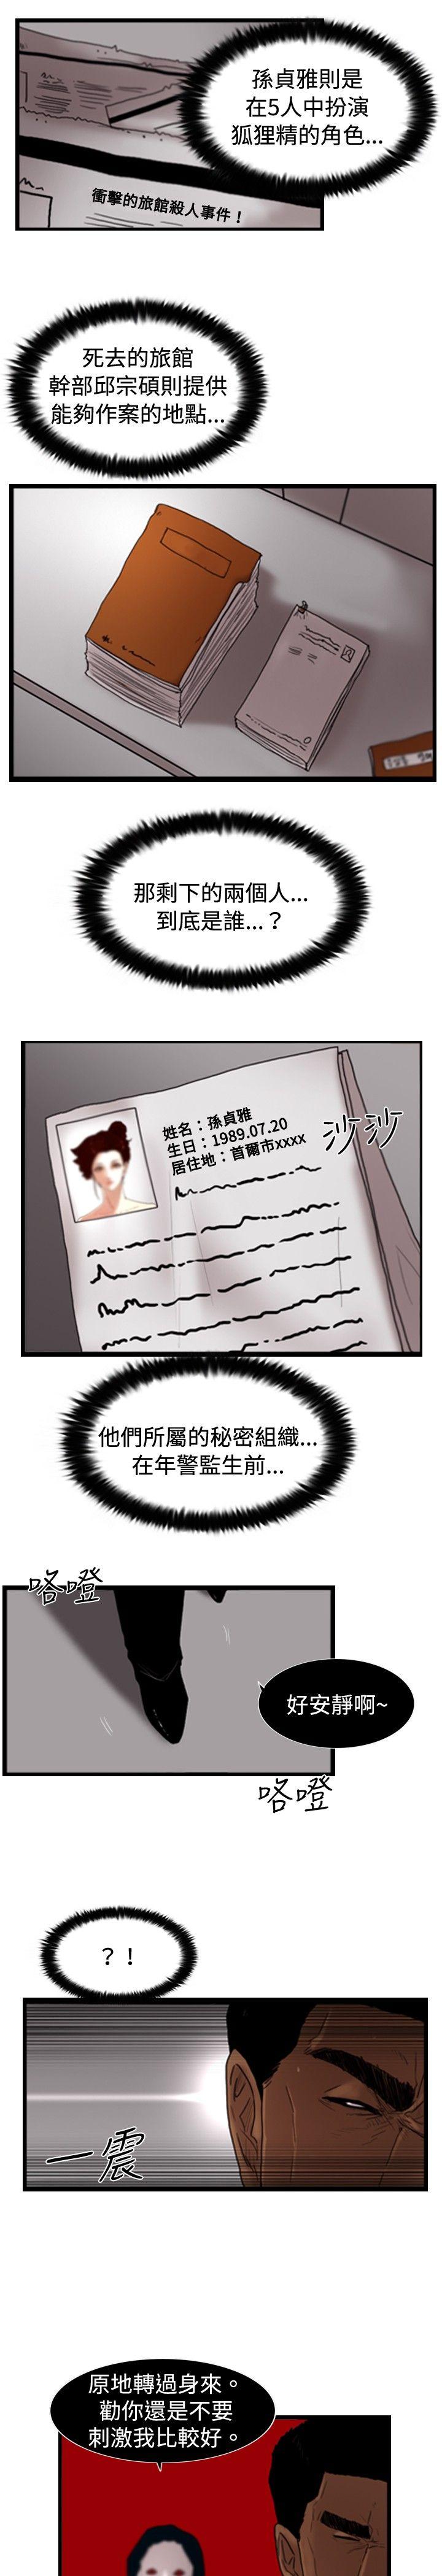 孫貞雅則是
在5人中扮演
狐狸精的角色...
衝擊的旅館殺人事件！
死去的旅館
幹部邱宗碩則提供
能夠作案的地點...
那剩下的兩個人...
到底是誰...？
姓名：孫貞雅
生日：1989.07.20
居住地：首爾市xxxx
沙沙
他們所屬的秘密組織...
在年警監生前...
咯噔
好安靜啊~
咯噔
？！
一震
原地轉過身來。
勸你還是不要
刺激我比較好。